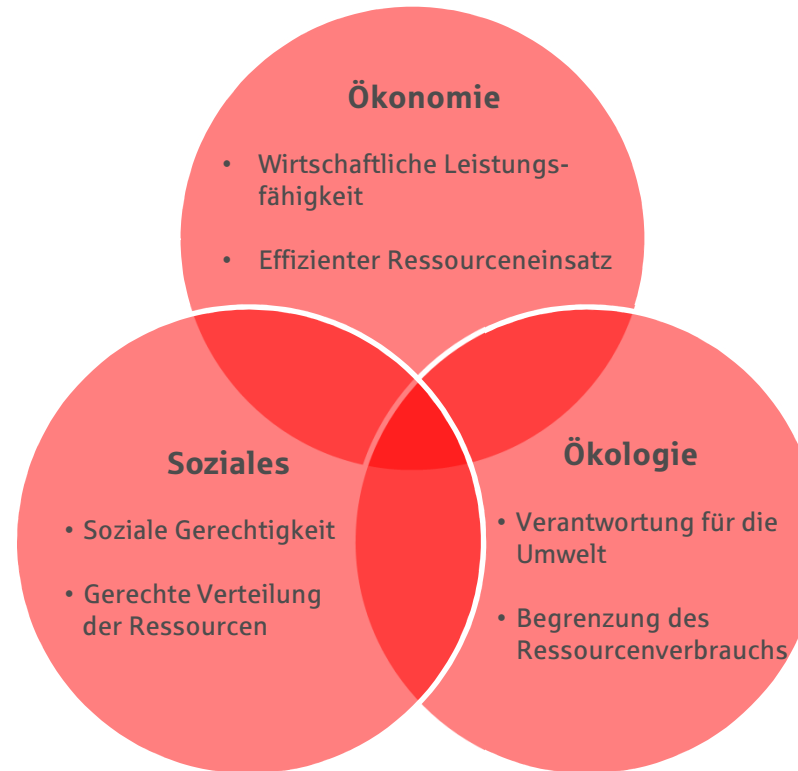 Ökonomie
• Wirtschaftliche Leistungs-
fähigkeit
• Effizienter Ressourceneinsatz
Soziales
• Soziale Gerechtigkeit
• Gerechte Verteilung
der Ressourcen
Ökologie
• Verantwortung für die
Umwelt
• Begrenzung des
Ressourcenverbrauchs